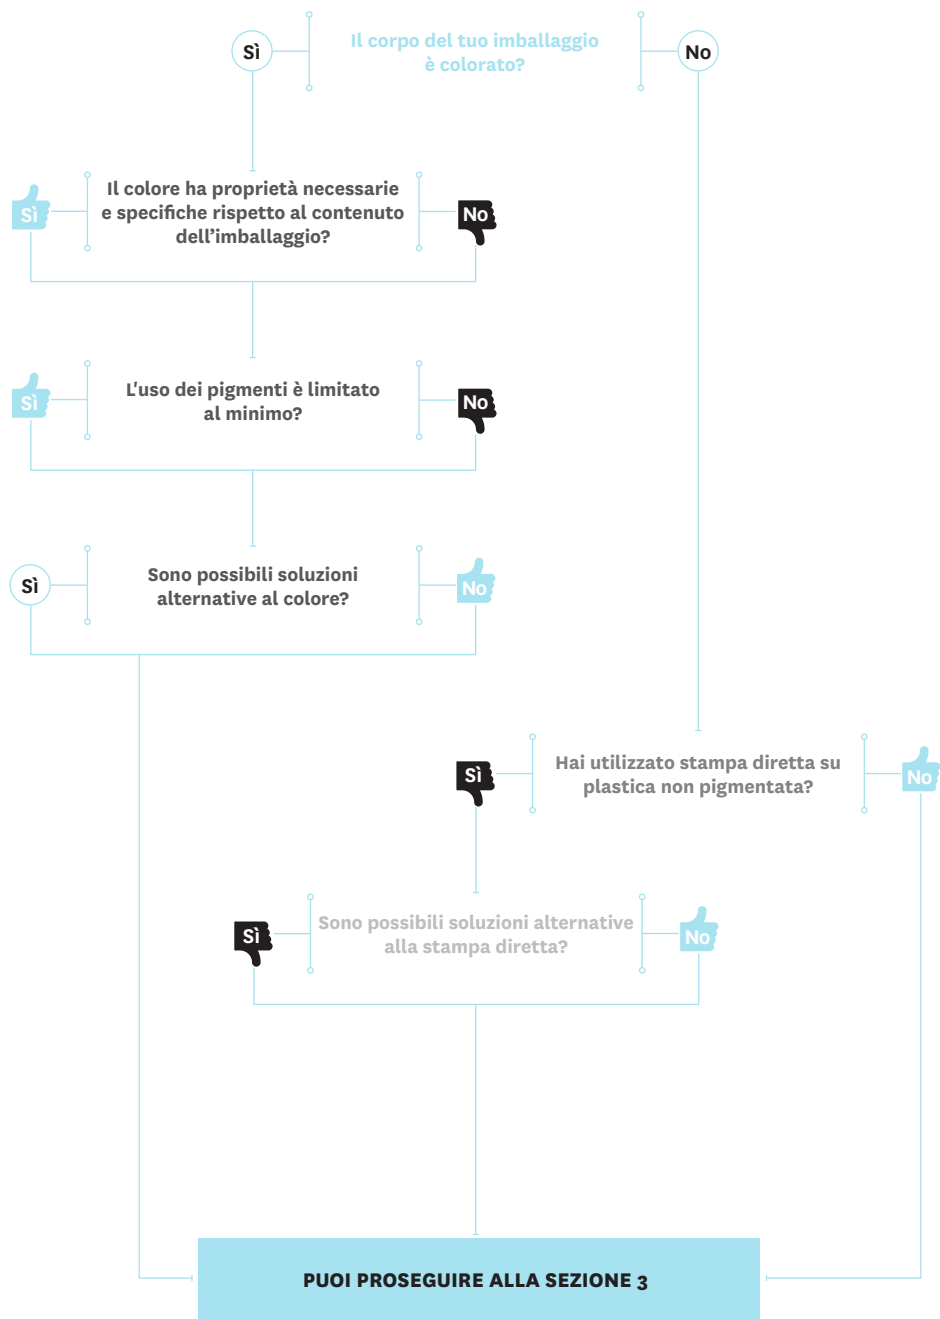 Sì
Il corpo del tuo imballaggio
è colorato?
No
Sì
Il colore ha proprietà necessarie
e specifiche rispetto al contenuto
dell’imballaggio?
No
Sì
L'uso dei pigmenti è limitato
al minimo?
No
Sì
Sono possibili soluzioni
alternative al colore?
No
Sì
Hai utilizzato stampa diretta su
plastica non pigmentata?
No
Sì
Sono possibili soluzioni alternative
alla stampa diretta?
No
PUOI PROSEGUIRE ALLA SEZIONE 3